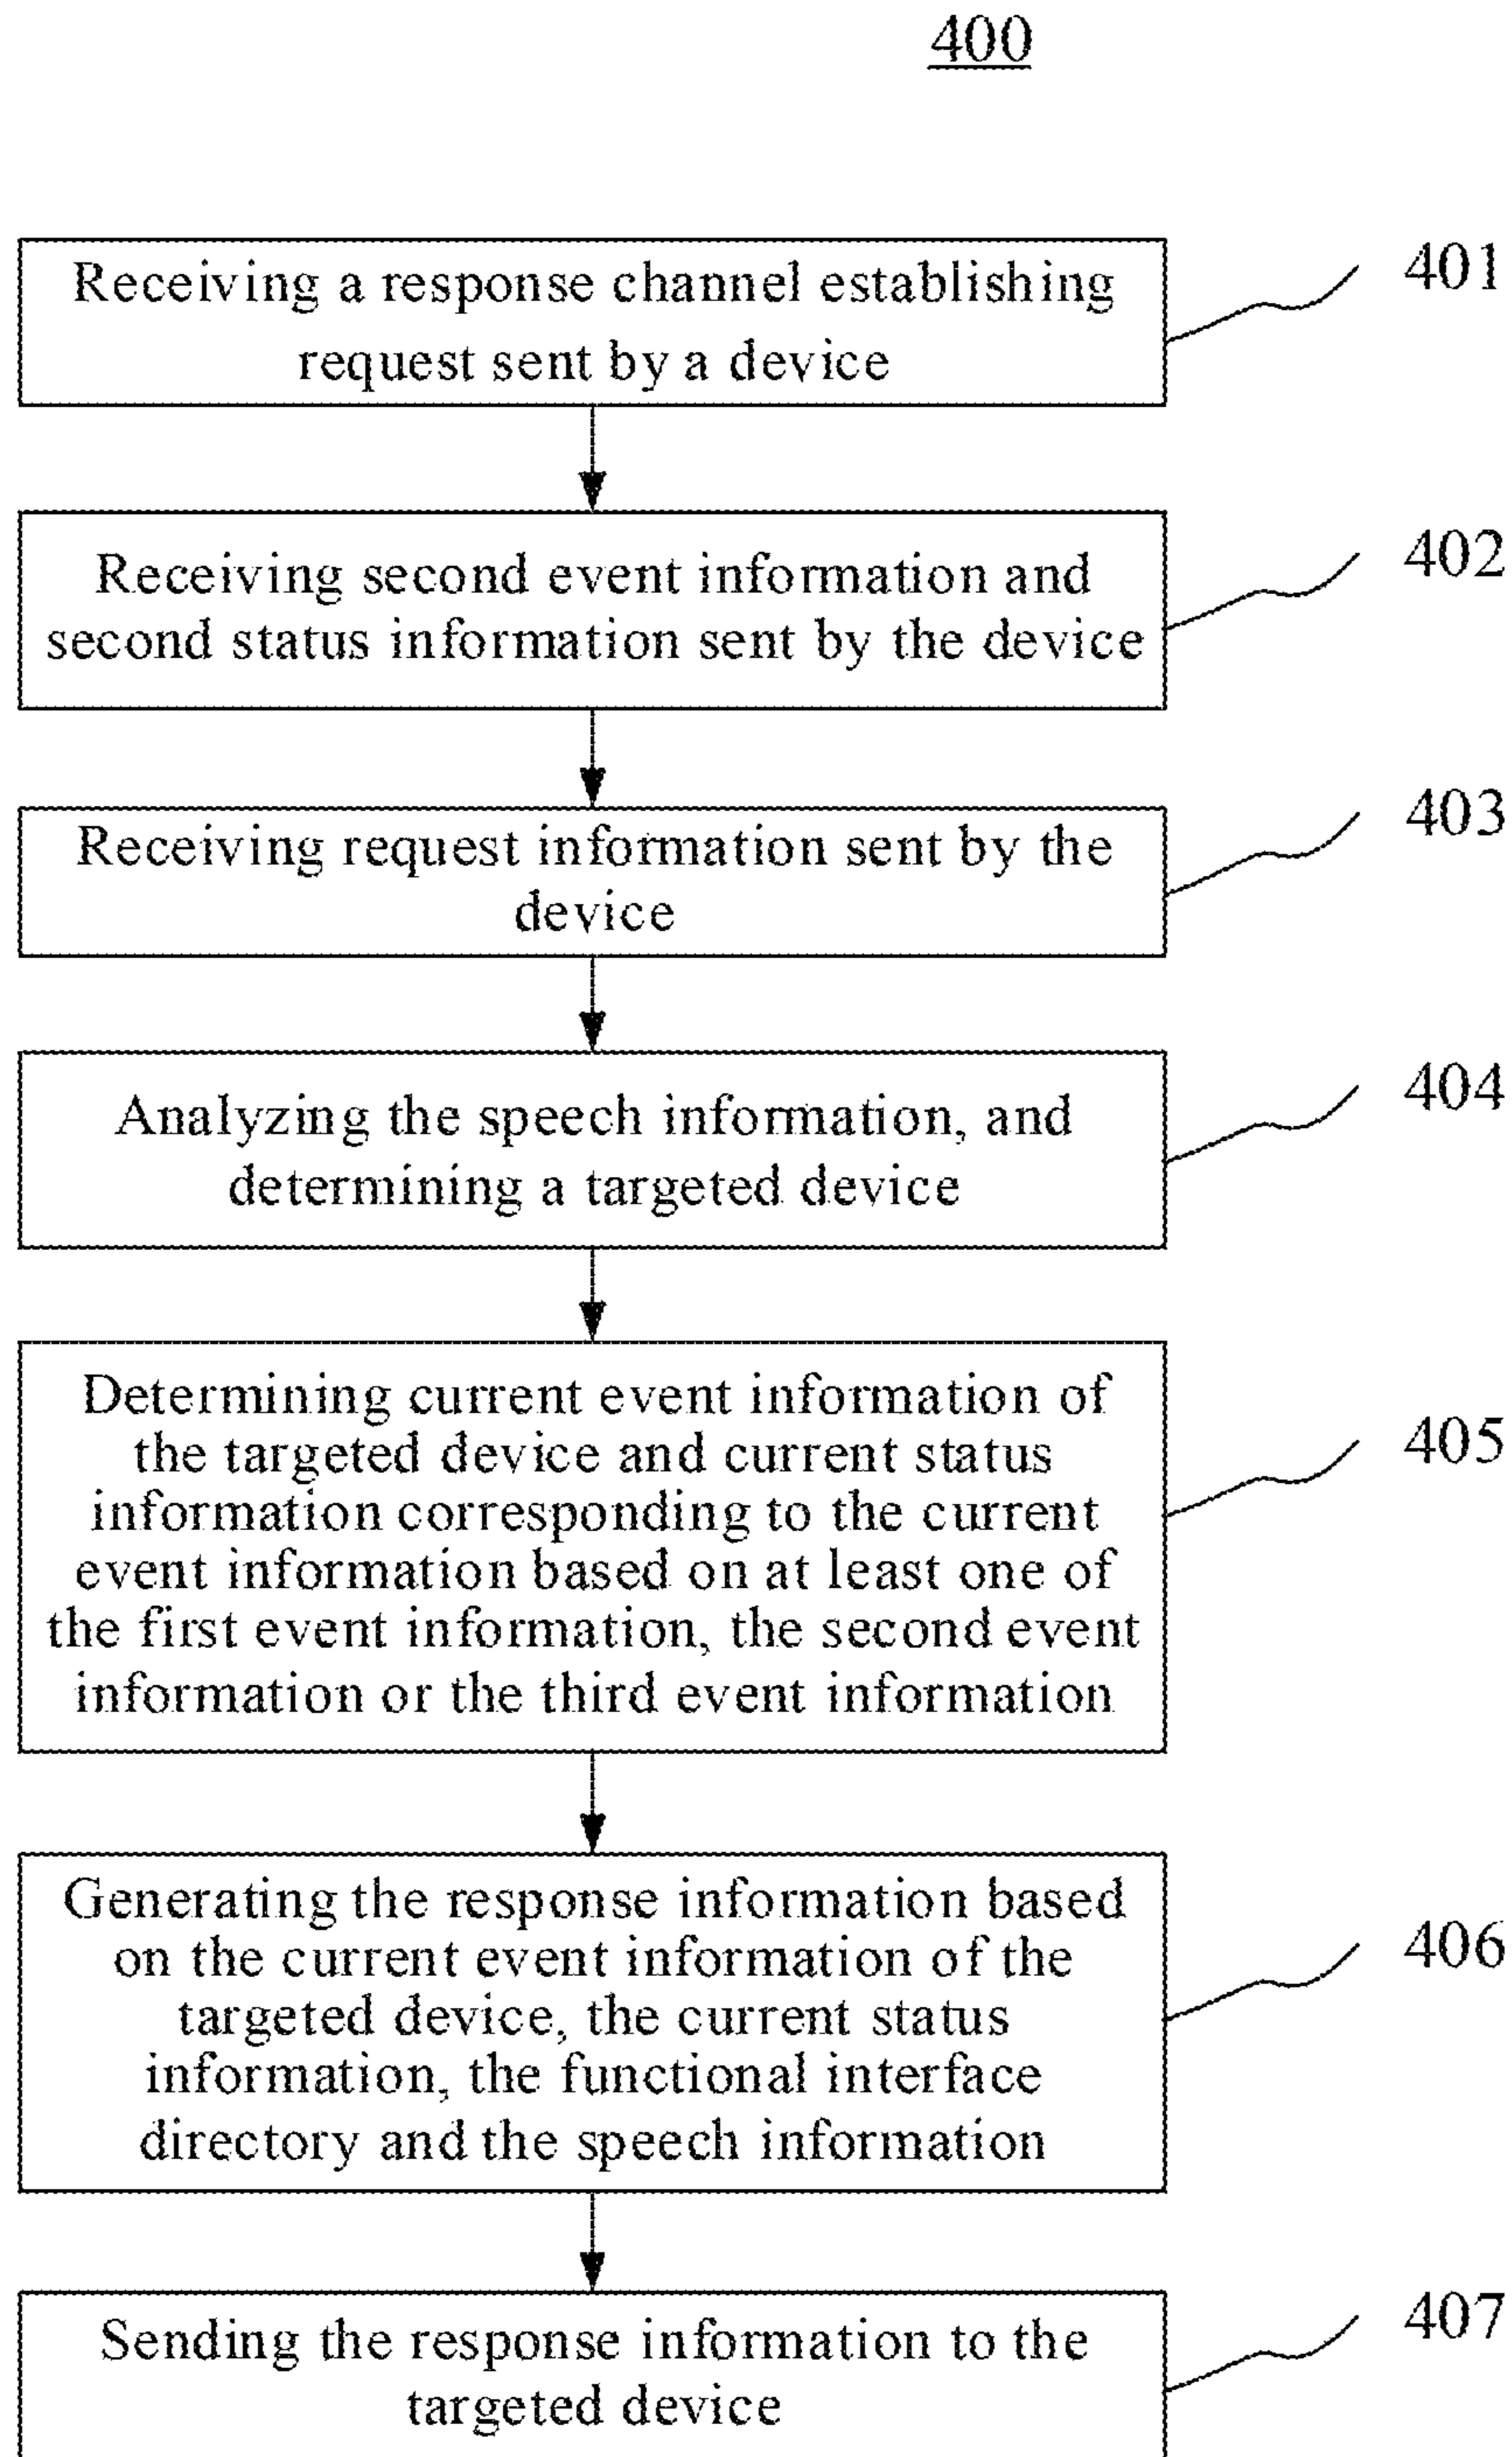 400
Receiving a response channel establishing
request sent by a device
401
Receiving second event information and
second status information sent by the device
402
Receiving request information sent by the
device
403
Analyzing the speech information, and
determining a targeted device
404
Determining current event information of
the targeted device and current status
information corresponding to the current
event information based on at least one of
the first event information, the second event
information or the third event information
405
Generating the response information based
on the current event information of the
targeted device, the current status
information, the functional interface
directory and the speech information
406
Sending the response information to the
targeted device
407